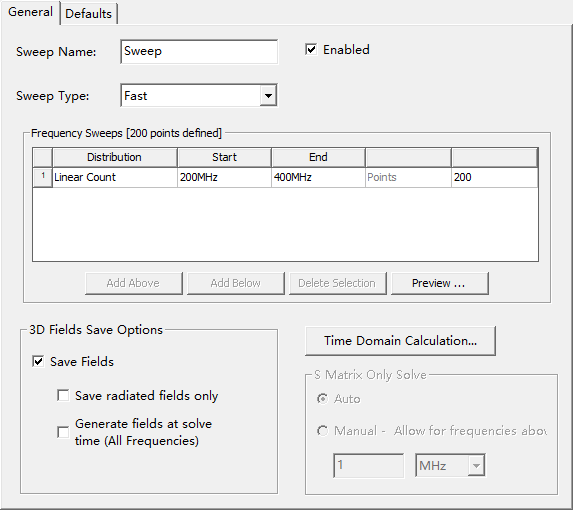 General Defaults
Sweep Name: Sweep Enabled
Sweep Type: Fast
Frequency Sweeps [200 points defined]
Distribution Start End
1 Linear Count 200MHz 400MHz Points 200
Add Above Add Below Delete Selection Preview ...
3D Fields Save Options
Time Domain Calculation...
Save Fields
S Matrix Only Solve
Save radiated fields only
Auto
Generate fields at solve
time (All Frequencies)
Manual - Allow for frequencies abov
1 MHz